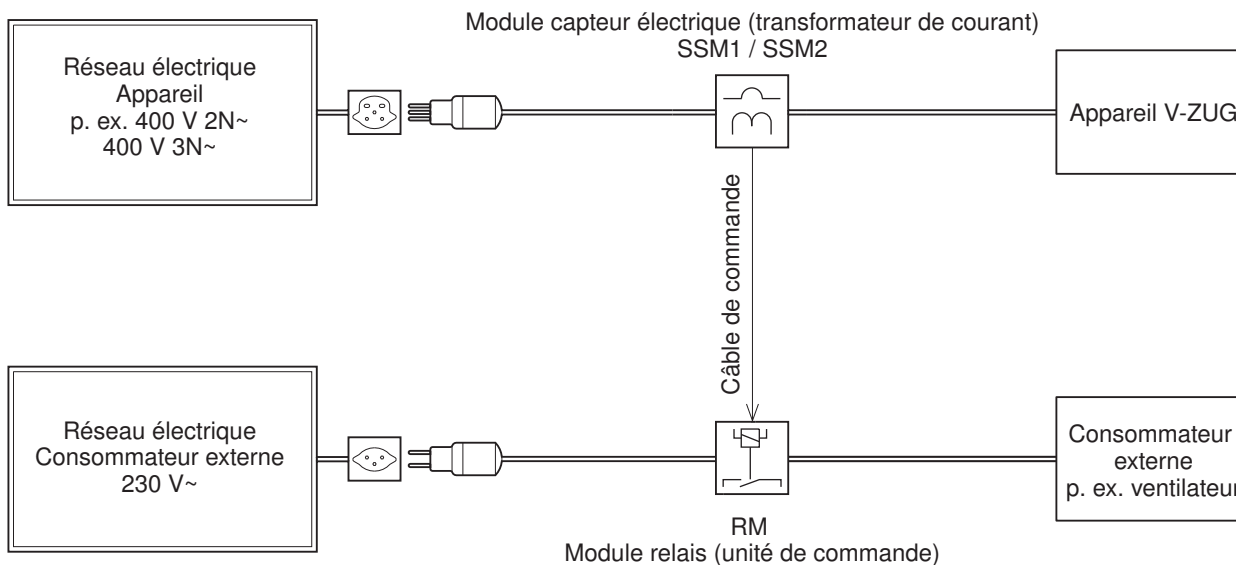 Module capteur électrique (transformateur de courant)
SSM1 / SSM2
Réseau électrique
Appareil
p. ex. 400 V 2N~
400 V 3N~
Appareil V-ZUG
Câble de commande
Réseau électrique
Consommateur externe
230 V~
Consommateur
externe
p. ex. ventilateur
RM
Module relais (unité de commande)